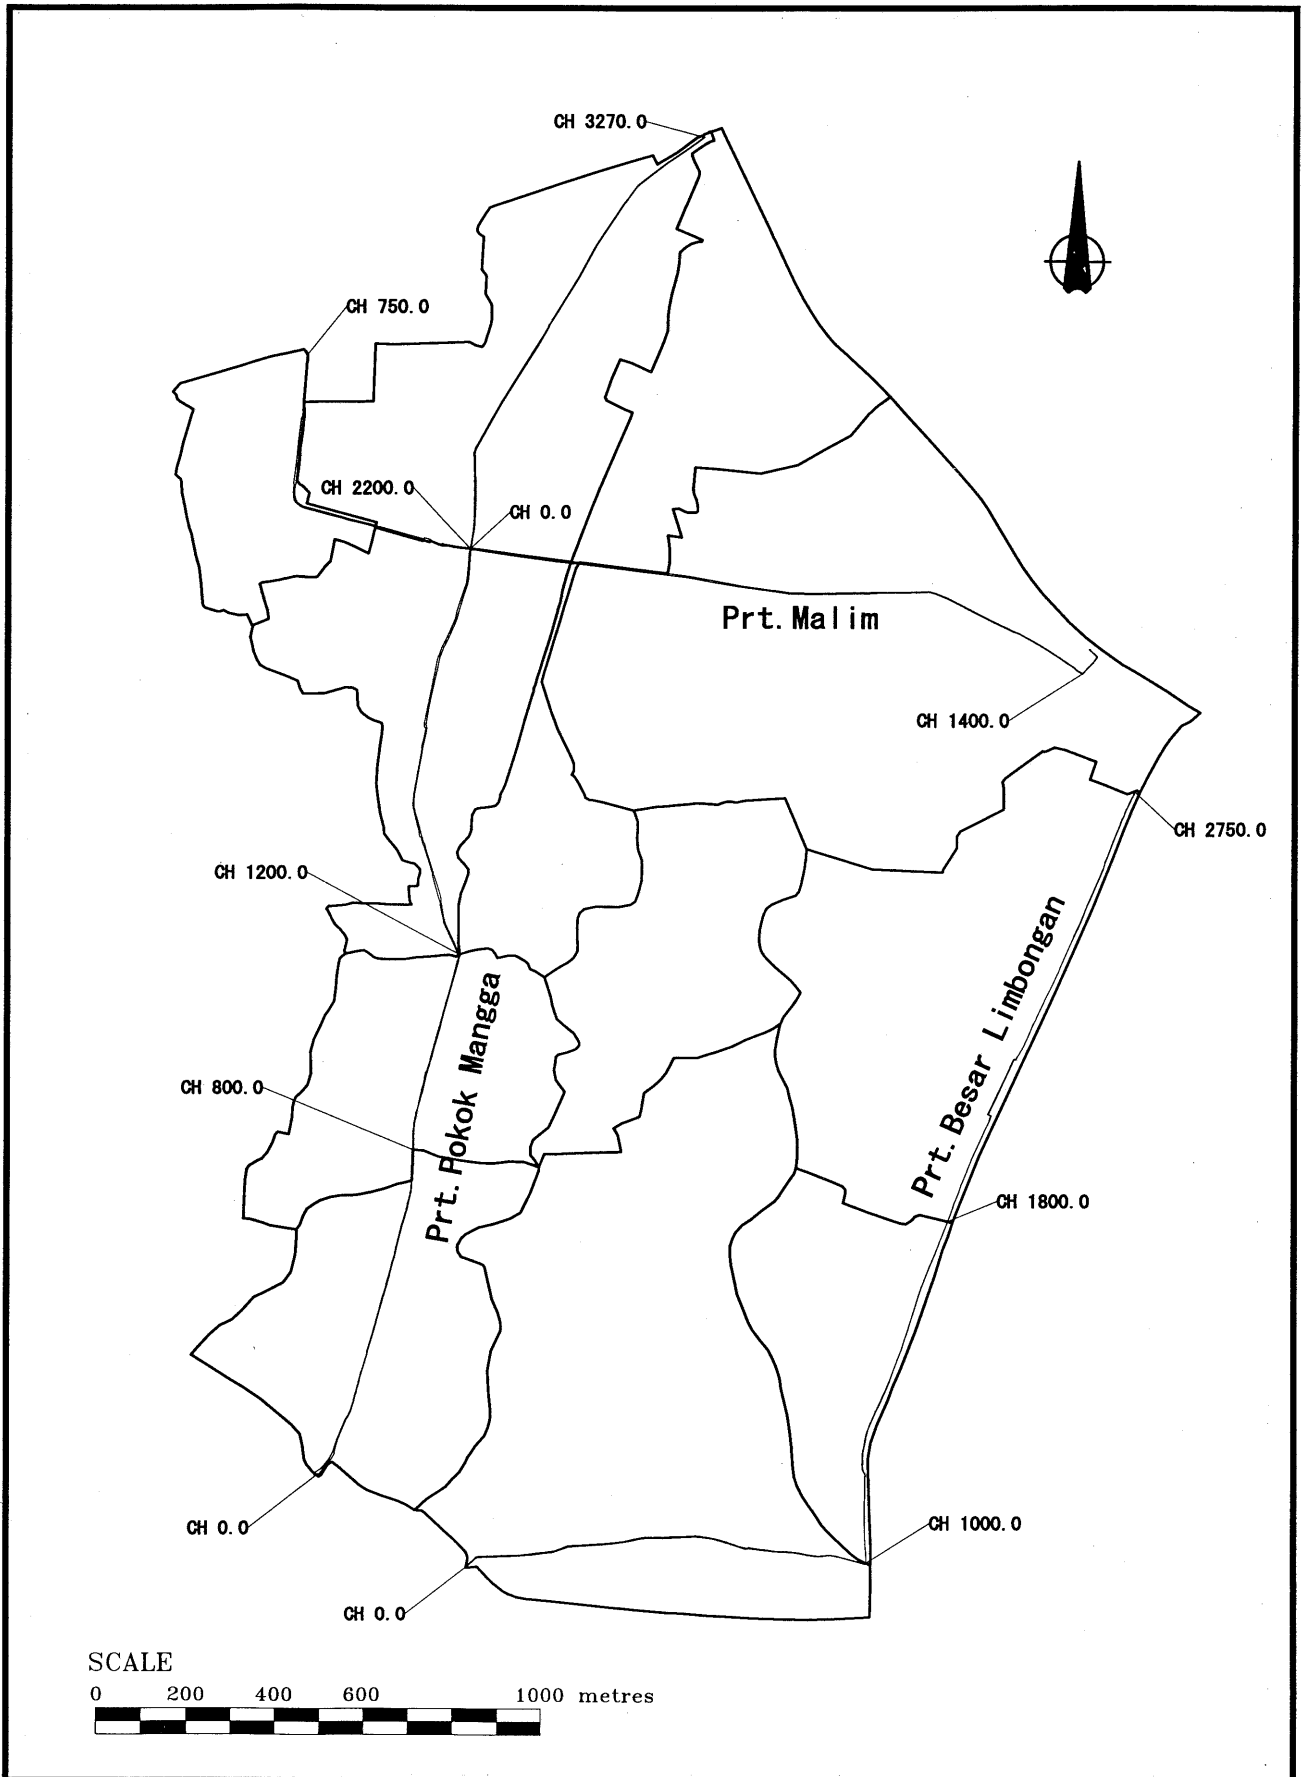 CH 3270.0
CH 750.0
CH 2200.0
CH 0.0
Prt. Malim
CH 1400.0
CH 2750.0
CH 1200.0
Prt. Besar Limbongan
Prt. Pokok Mangga
CH 800.0
CH 1800.0
CH 0.0
CH 1000.0
CH 0.0
SCALE
0 200 400 600 1000 metres